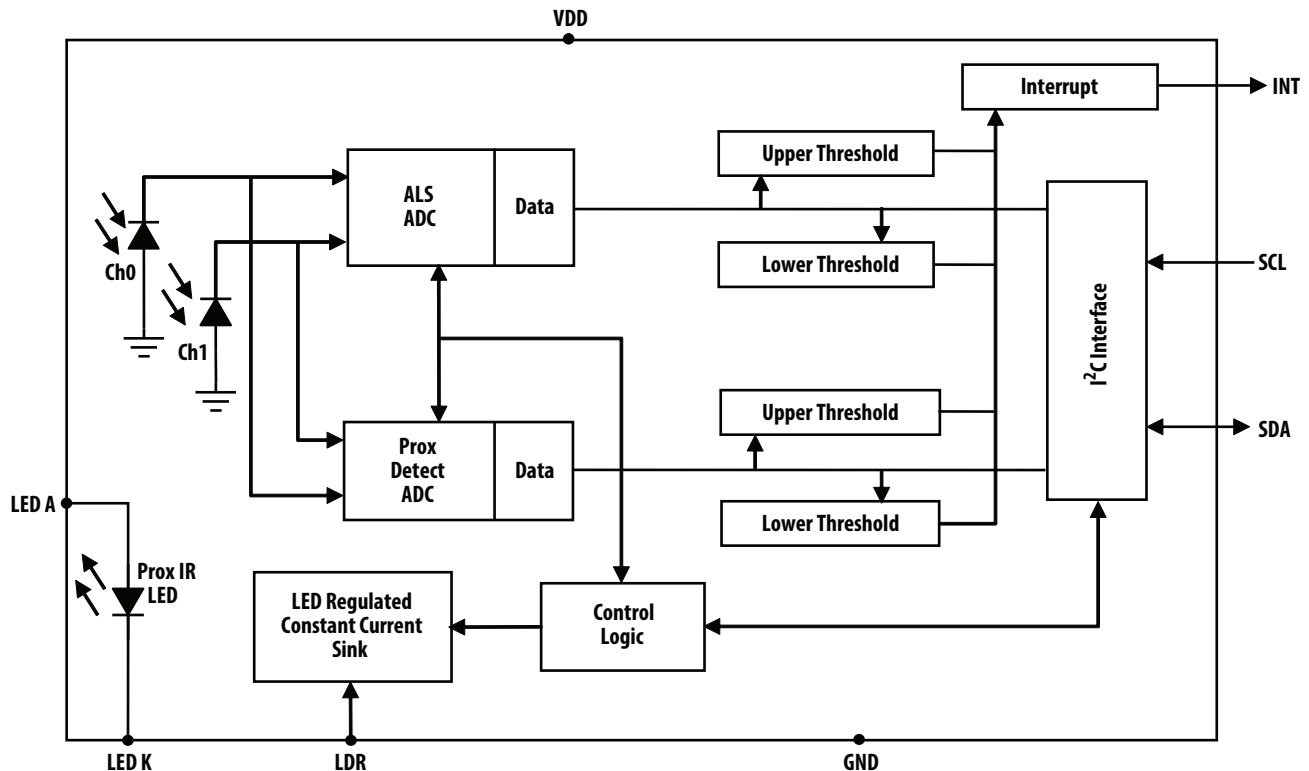 VDD
Interrupt
INT
Upper Threshold
ALS
ADC
Data
Ch0
Lower Threshold
SCL
Ch1
I²C Interface
Upper Threshold
SDA
Prox
Detect
ADC
Data
LED A
Lower Threshold
Prox IR
LED
LED Regulated
Constant Current
Sink
Control
Logic
LED K
LDR
GND